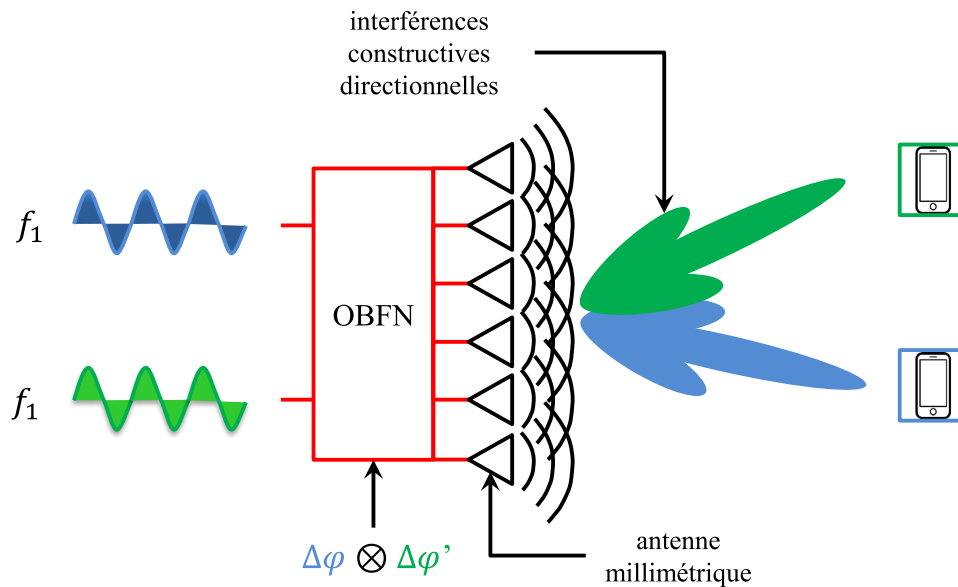 interférences
constructives
directionnelles
f₁
OBFN
f₁
Δφ ⊗ Δφ’
antenne
millimétrique